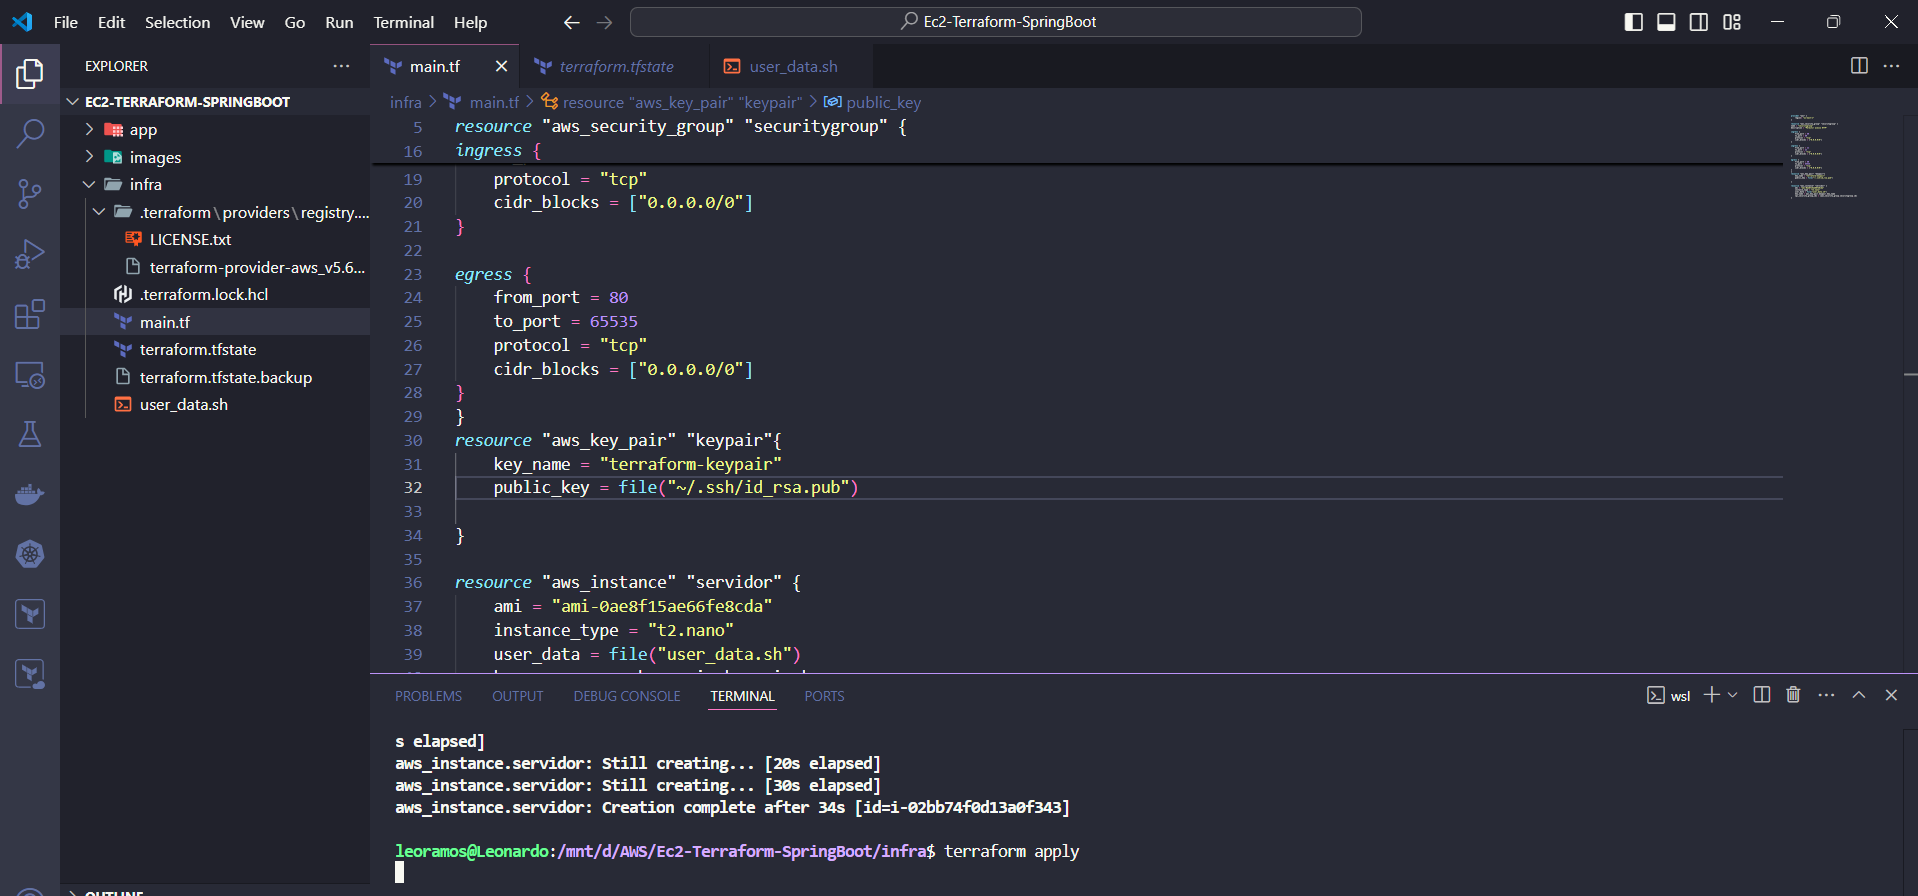 File Edit Selection View Go Run Terminal Help
Ec2-Terraform-SpringBoot
EXPLORER
EC2-TERRAFORM-SPRINGBOOT
app
images
infra
.terraform\providers\registry....
LICENSE.txt
terraform-provider-aws_v5.6...
.terraform.lock.hcl
main.tf
terraform.tfstate
terraform.tfstate.backup
user_data.sh
OUTLINE
main.tf terraform.tfstate user_data.sh
infra > main.tf > resource "aws_key_pair" "keypair" > public_key
5 resource "aws_security_group" "securitygroup" {
16 ingress {
19 protocol = "tcp"
20 cidr_blocks = ["0.0.0.0/0"]
21 }
22
23 egress {
24 from_port = 80
25 to_port = 65535
26 protocol = "tcp"
27 cidr_blocks = ["0.0.0.0/0"]
28 }
29 }
30 resource "aws_key_pair" "keypair"{
31 key_name = "terraform-keypair"
32 public_key = file("~/.ssh/id_rsa.pub")
33
34 }
35
36 resource "aws_instance" "servidor" {
37 ami = "ami-0ae8f15ae66fe8cda"
38 instance_type = "t2.nano"
39 user_data = file("user_data.sh")
PROBLEMS OUTPUT DEBUG CONSOLE TERMINAL PORTS
wsl
s elapsed]
aws_instance.servidor: Still creating... [20s elapsed]
aws_instance.servidor: Still creating... [30s elapsed]
aws_instance.servidor: Creation complete after 34s [id=i-02bb74f0d13a0f343]
leoramos@Leonardo:/mnt/d/AWS/Ec2-Terraform-SpringBoot/infra$ terraform apply